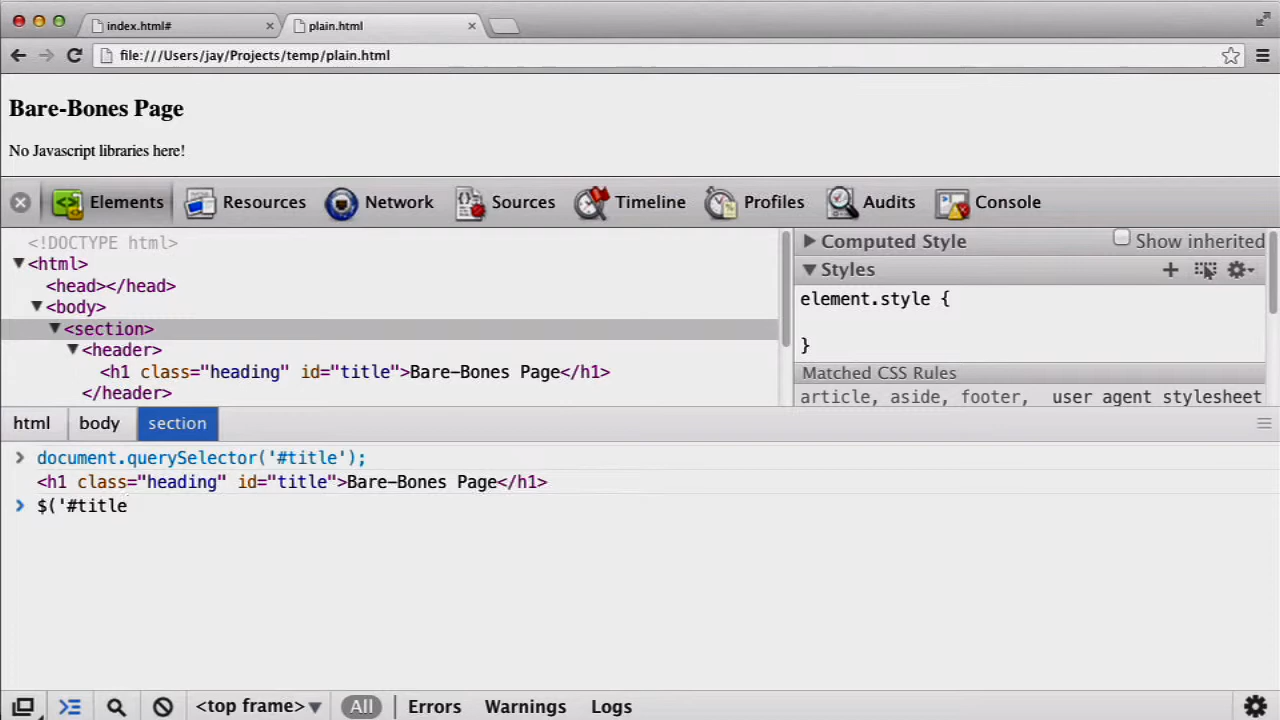 index.html#
plain.html
file:///Users/jay/Projects/temp/plain.html
Bare-Bones Page
No Javascript libraries here!
Elements Resources Network Sources Timeline Profiles Audits Console
<!DOCTYPE html>
<html>
<head></head>
<body>
<section>
<header>
<h1 class="heading" id="title">Bare-Bones Page</h1>
</header>
Computed Style Show inherited
Styles
element.style {
}
Matched CSS Rules
article, aside, footer, user agent stylesheet
html body section
> document.querySelector('#title');
<h1 class="heading" id="title">Bare-Bones Page</h1>
> $('#title
<top frame> All Errors Warnings Logs